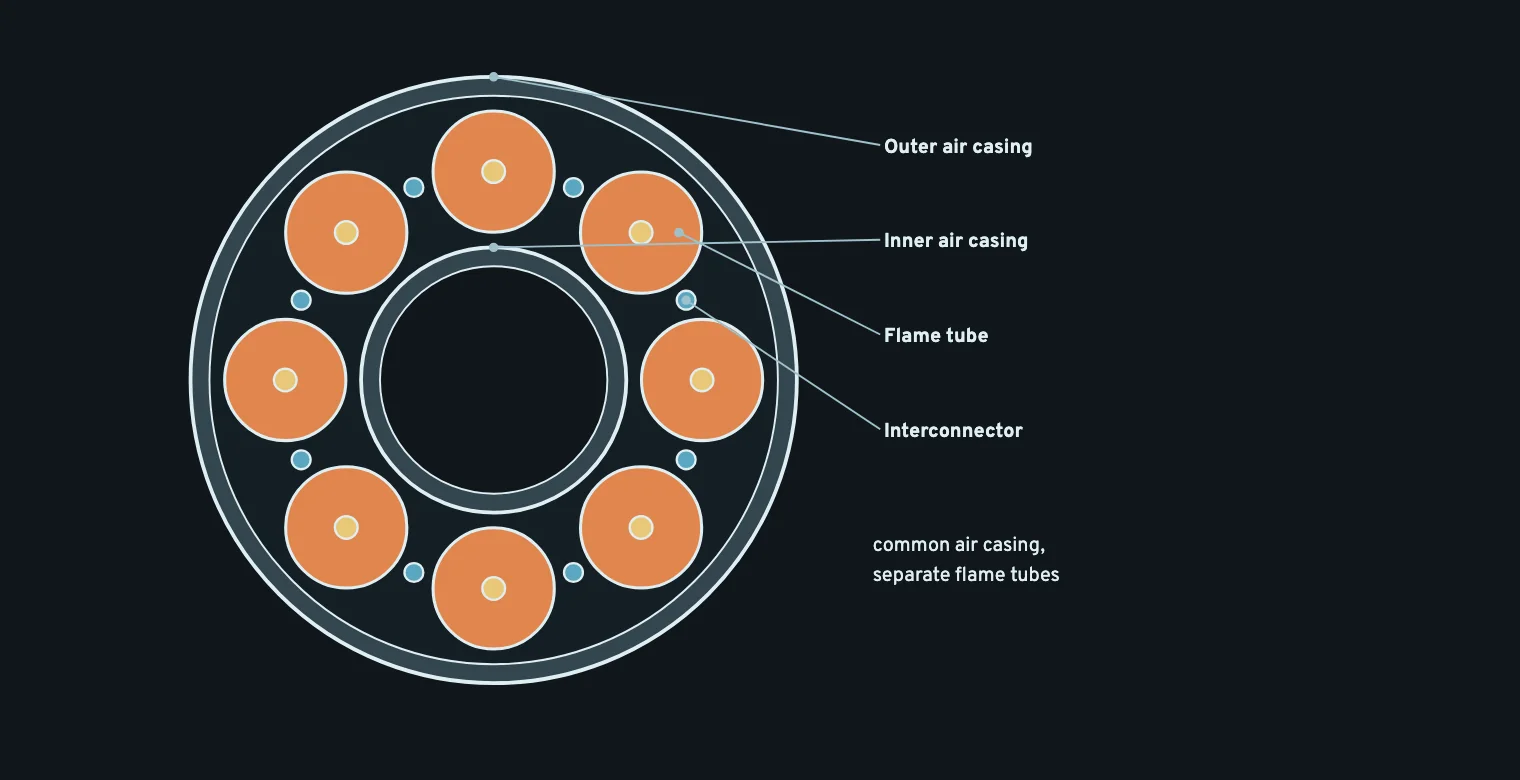 Outer air casing
Inner air casing
Flame tube
Interconnector
common air casing,
separate flame tubes